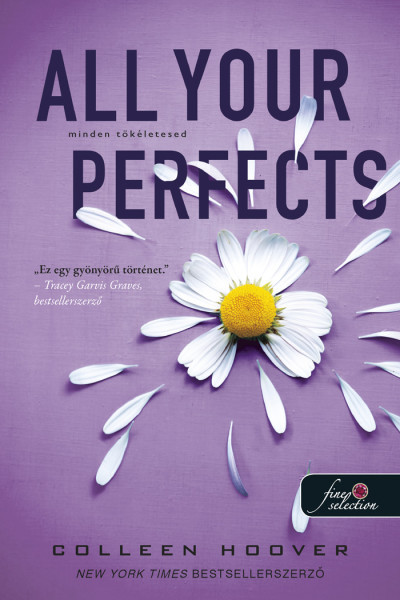 ALL YOUR
minden tökéletesed
PERFECTS
„Ez egy gyönyörű történet.”
– Tracey Garvis Graves,
bestsellerszerző
fine
selection
COLLEEN HOOVER
NEW YORK TIMES BESTSELLERSZERZŐ